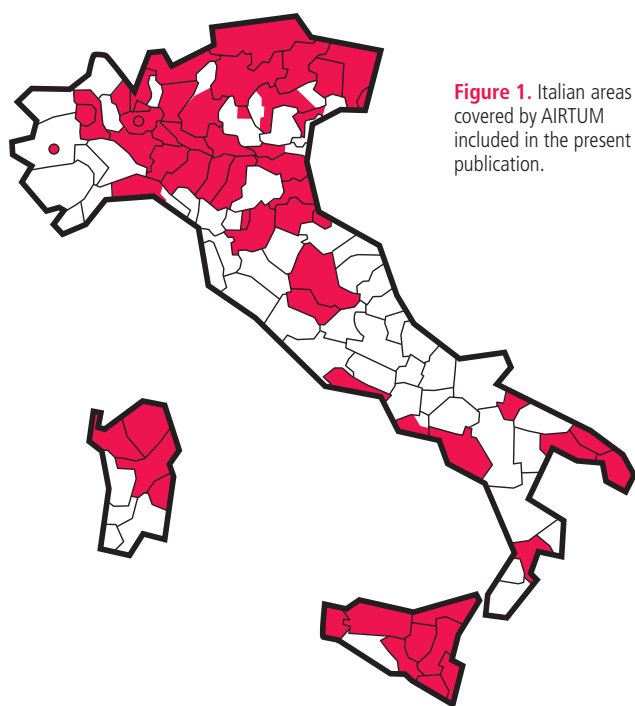 Figure 1. Italian areas
covered by AIRTUM
included in the present
publication.